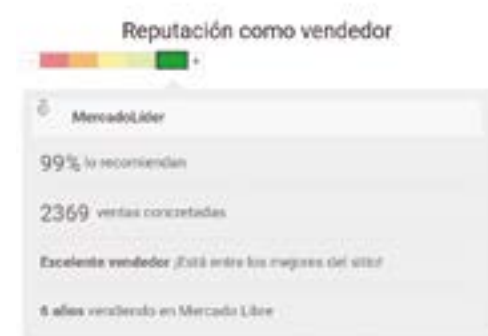 Reputación como vendedor
+
MercadoLíder
99% lo recomiendan
2369 ventas concretadas
Excelente vendedor ¡Está entre los mejores del sitio!
6 años vendiendo en Mercado Libre